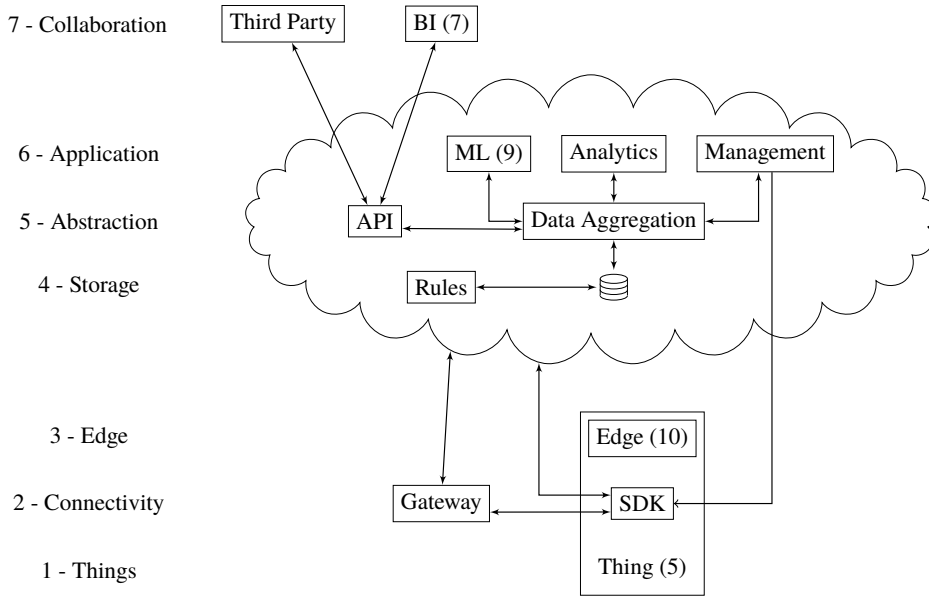 7 - Collaboration
Third Party
BI (7)
6 - Application
ML (9)
Analytics
Management
5 - Abstraction
API
Data Aggregation
4 - Storage
Rules
3 - Edge
Edge (10)
2 - Connectivity
Gateway
SDK
1 - Things
Thing (5)